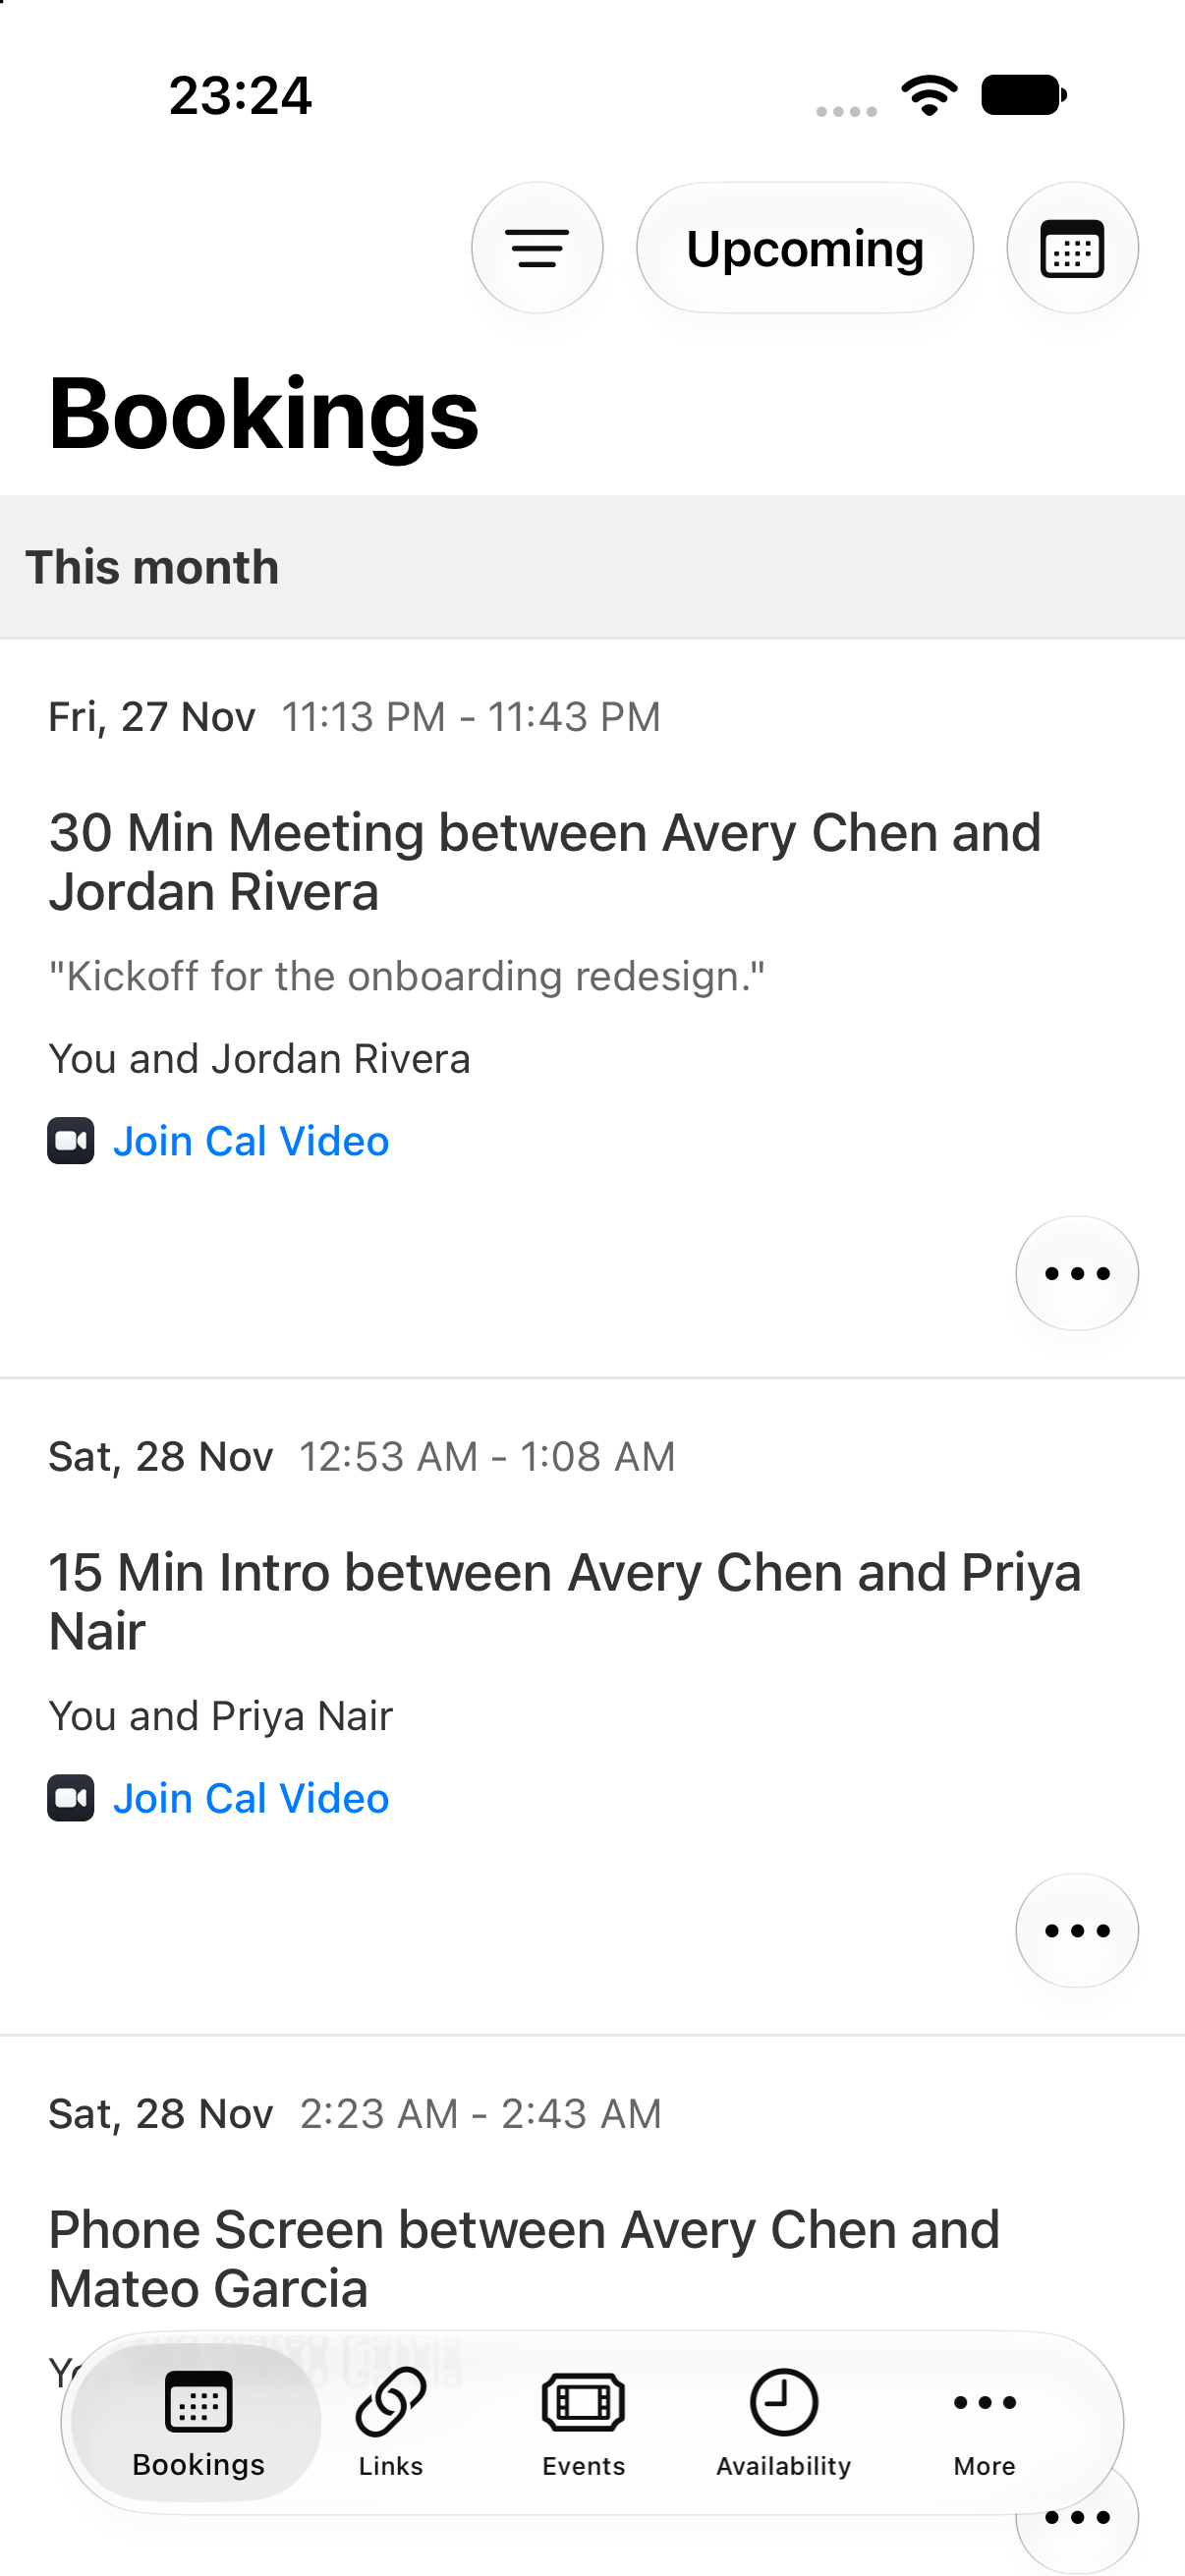 23:24
Upcoming
Bookings
This month
Fri, 27 Nov 11:13 PM - 11:43 PM
30 Min Meeting between Avery Chen and
Jordan Rivera
"Kickoff for the onboarding redesign."
You and Jordan Rivera
Join Cal Video
Sat, 28 Nov 12:53 AM - 1:08 AM
15 Min Intro between Avery Chen and Priya
Nair
You and Priya Nair
Join Cal Video
Sat, 28 Nov 2:23 AM - 2:43 AM
Phone Screen between Avery Chen and
Mateo Garcia
Bookings
Links
Events
Availability
More